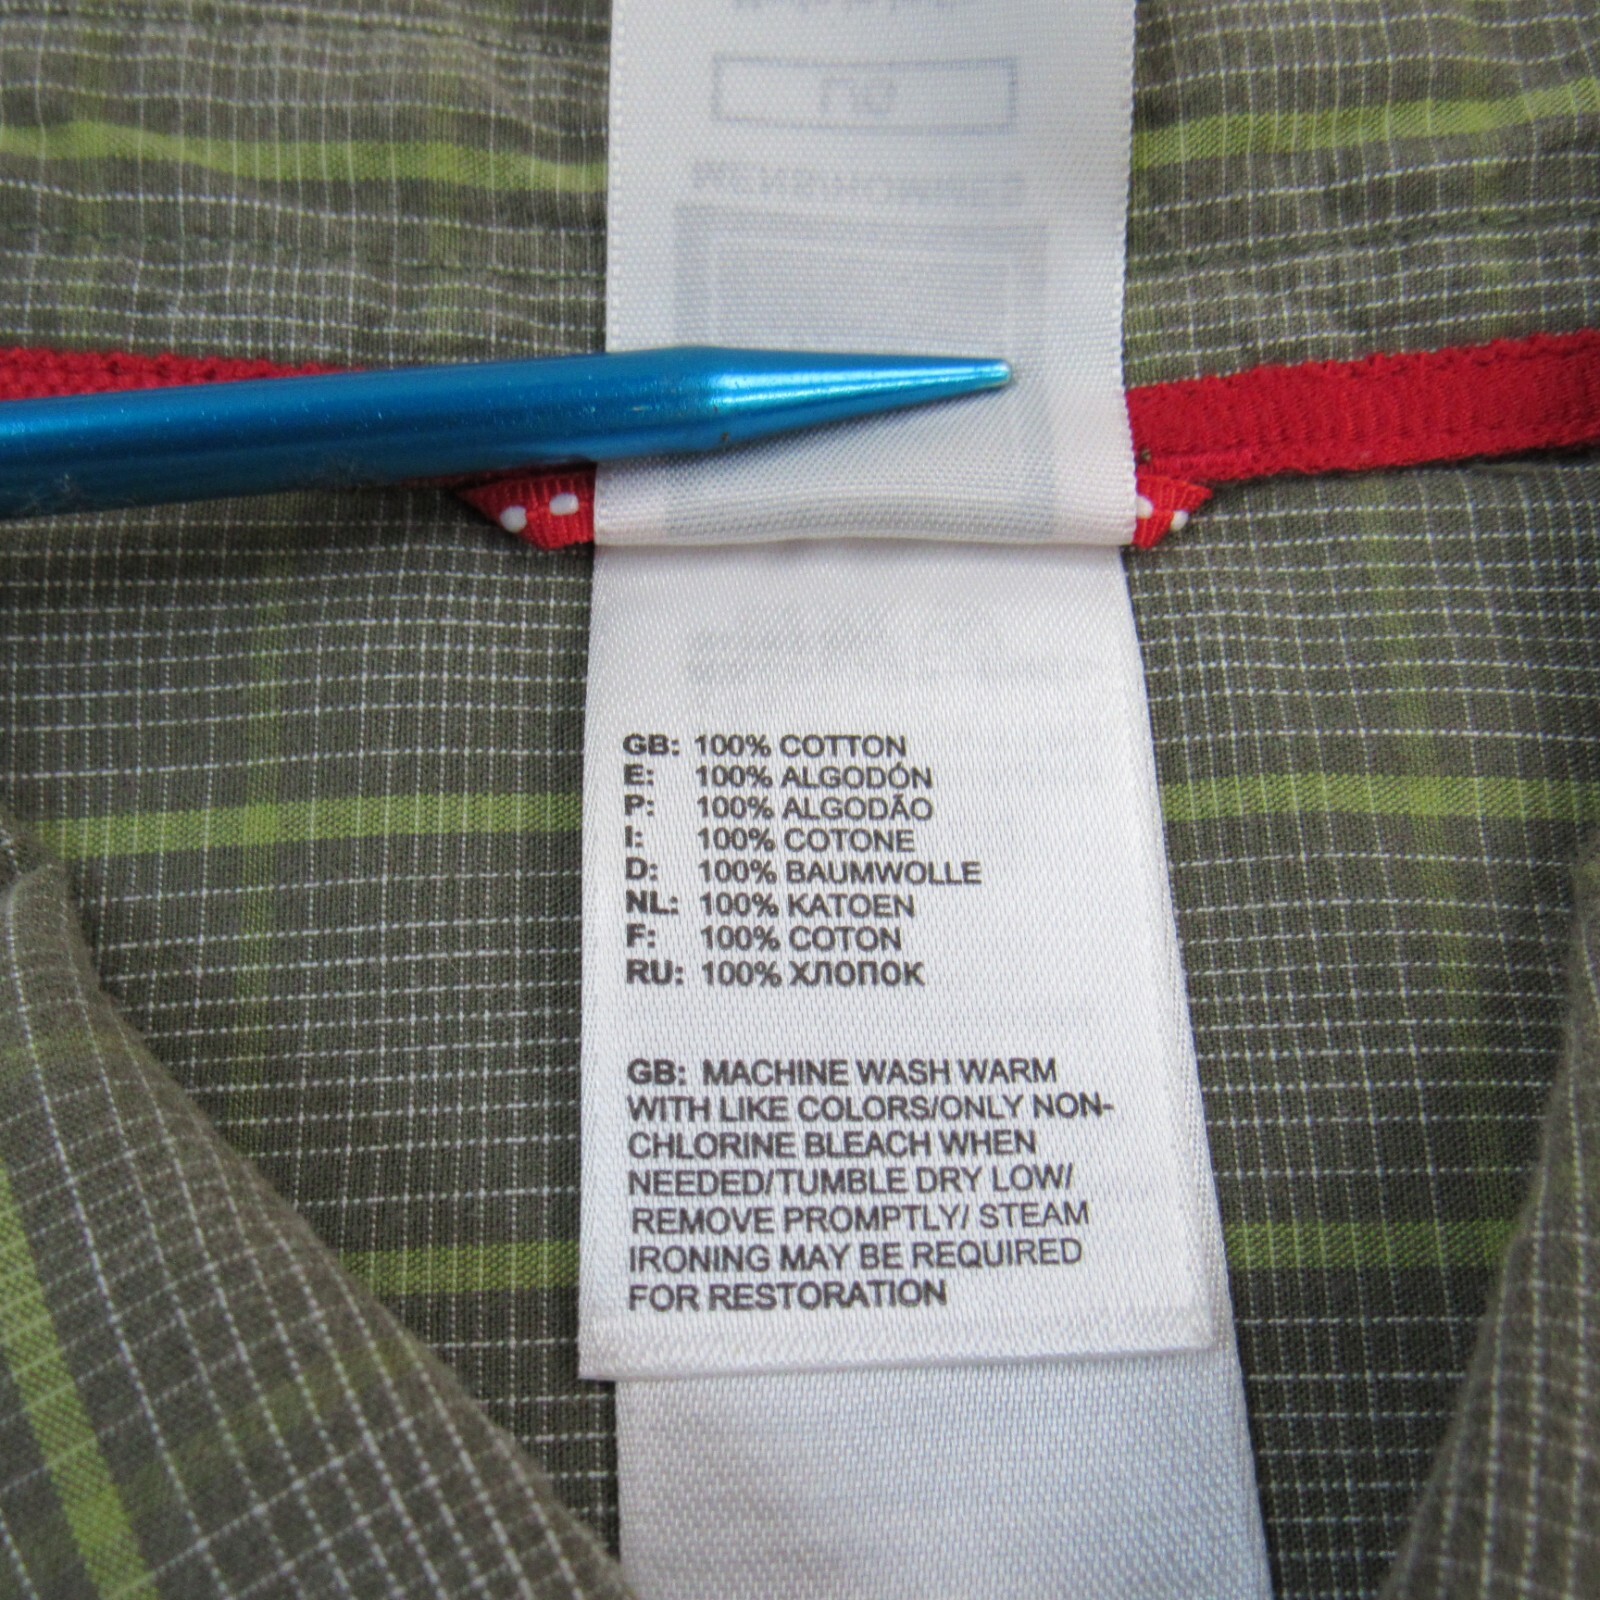 GB: 100% COTTON
E: 100% ALGODÓN
P: 100% ALGODÃO
I: 100% COTONE
D: 100% BAUMWOLLE
NL: 100% KATOEN
F: 100% COTON
RU: 100% ХЛОПОК
GB: MACHINE WASH WARM
WITH LIKE COLORS/ONLY NON-
CHLORINE BLEACH WHEN
NEEDED/TUMBLE DRY LOW/
REMOVE PROMPTLY/ STEAM
IRONING MAY BE REQUIRED
FOR RESTORATION